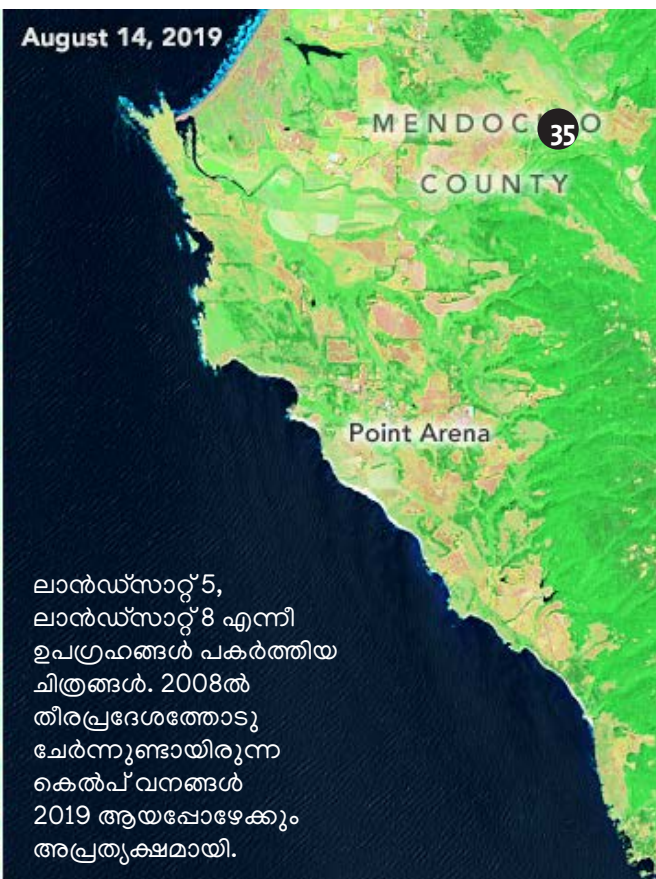 August 14, 2019
MENDOCINO
35
COUNTY
Point Arena
ലാൻഡ്സാറ്റ് 5,
ലാൻഡ്സാറ്റ് 8 എന്നീ
ഉപഗ്രഹങ്ങൾ പകർത്തിയ
ചിത്രങ്ങൾ. 2008ൽ
തീരപ്രദേശത്തോടു
ചേർന്നുണ്ടായിരുന്ന
കെൽപ് വനങ്ങൾ
2019 ആയപ്പോഴേക്കും
അപ്രത്യക്ഷമായി.